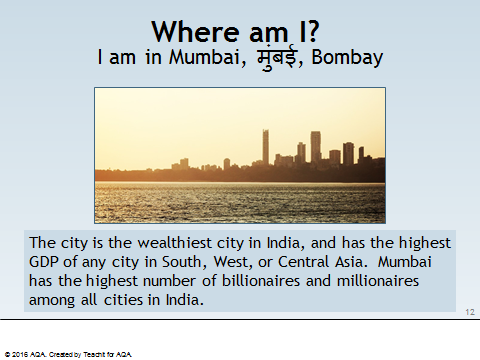 Where am I?
I am in Mumbai, मुंबई, Bombay
The city is the wealthiest city in India, and has the highest
GDP of any city in South, West, or Central Asia. Mumbai
has the highest number of billionaires and millionaires
among all cities in India.
12
© 2016 AQA. Created by Teachit for AQA.